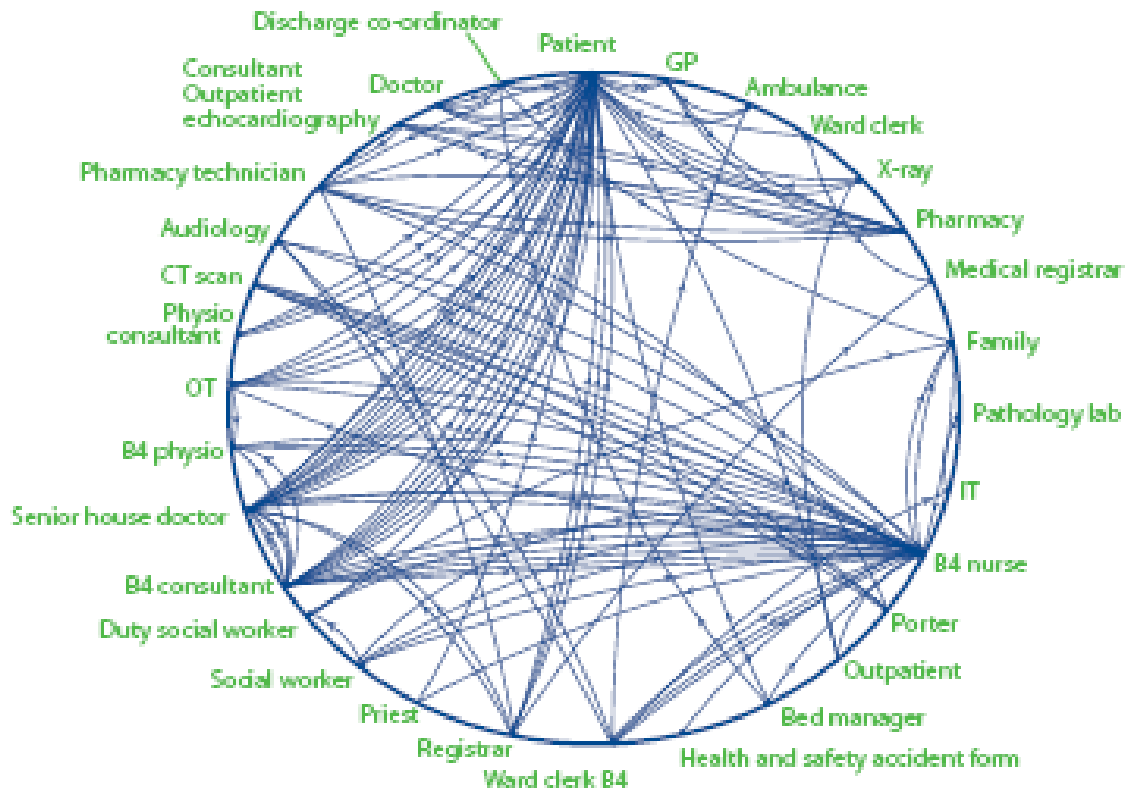 Discharge co-ordinator
Patient
GP
Ambulance
Ward clerk
X-ray
Pharmacy
Medical registrar
Family
Pathology lab
IT
B4 nurse
Porter
Outpatient
Bed manager
Health and safety accident form
Ward clerk B4
Registrar
Priest
Social worker
Duty social worker
B4 consultant
Senior house doctor
B4 physio
OT
Physio
consultant
CT scan
Audiology
Pharmacy technician
Consultant
Outpatient
echocardiography
Doctor